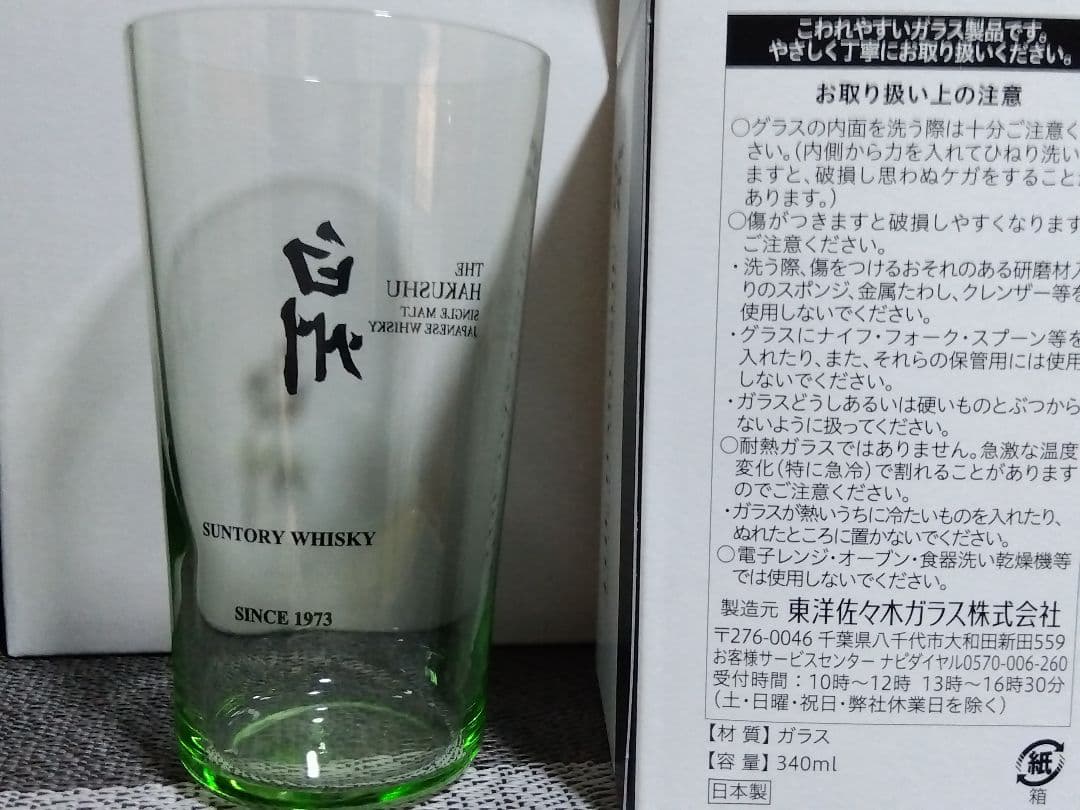 白州
THE
HAKUSHU
SINGLE MALT
JAPANESE WHISKY
SUNTORY WHISKY
SINCE 1973
こわれやすいガラス製品です。
やさしく丁寧にお取り扱いください。
お取り扱い上の注意
○グラスの内面を洗う際は十分ご注意く
さい。(内側から力を入れてひねり洗い
ますと、破損し思わぬケガをすること
あります。)
○傷がつきますと破損しやすくなります
ご注意ください。
・洗う際、傷をつけるおそれのある研磨材入
りのスポンジ、金属たわし、クレンザー等を
使用しないでください。
・グラスにナイフ・フォーク・スプーン等を
入れたり、また、それらの保管用には使用
しないでください。
・ガラスどうしあるいは硬いものとぶつから
ないように扱ってください。
○耐熱ガラスではありません。急激な温度
変化(特に急冷)で割れることがあります
のでご注意ください。
・ガラスが熱いうちに冷たいものを入れたり、
ぬれたところに置かないでください。
○電子レンジ・オーブン・食器洗い乾燥機等
では使用しないでください。
製造元 東洋佐々木ガラス株式会社
〒276-0046 千葉県八千代市大和田新田559
お客様サービスセンター ナビダイヤル0570-006-260
受付時間:10時〜12時 13時〜16時30分
(土・日曜・祝日・弊社休業日を除く)
【材 質】ガラス
【容 量】340ml
日本製
紙
箱